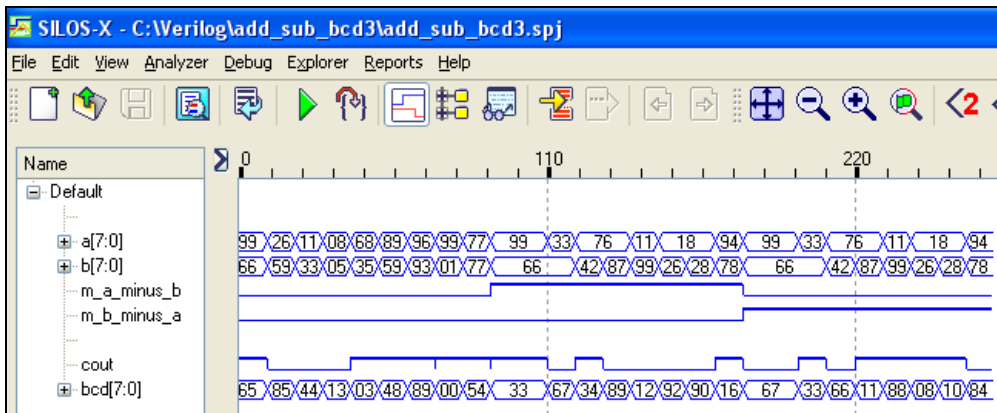 SILOS-X - C:\Verilog\add_sub_bcd3\add_sub_bcd3.spj
File Edit View Analyzer Debug Explorer Reports Help
2
Name 0 110 220
Default
a[7:0] 99 26 11 08 68 89 96 99 77 99 33 76 11 18 94 99 33 76 11 18 94
b[7:0] 66 59 33 05 35 59 93 01 77 66 42 87 99 26 28 78 66 42 87 99 26 28 78
m_a_minus_b
m_b_minus_a
cout
bcd[7:0] 65 85 44 13 03 48 89 00 54 33 67 34 89 12 92 90 16 67 33 66 11 88 08 10 84